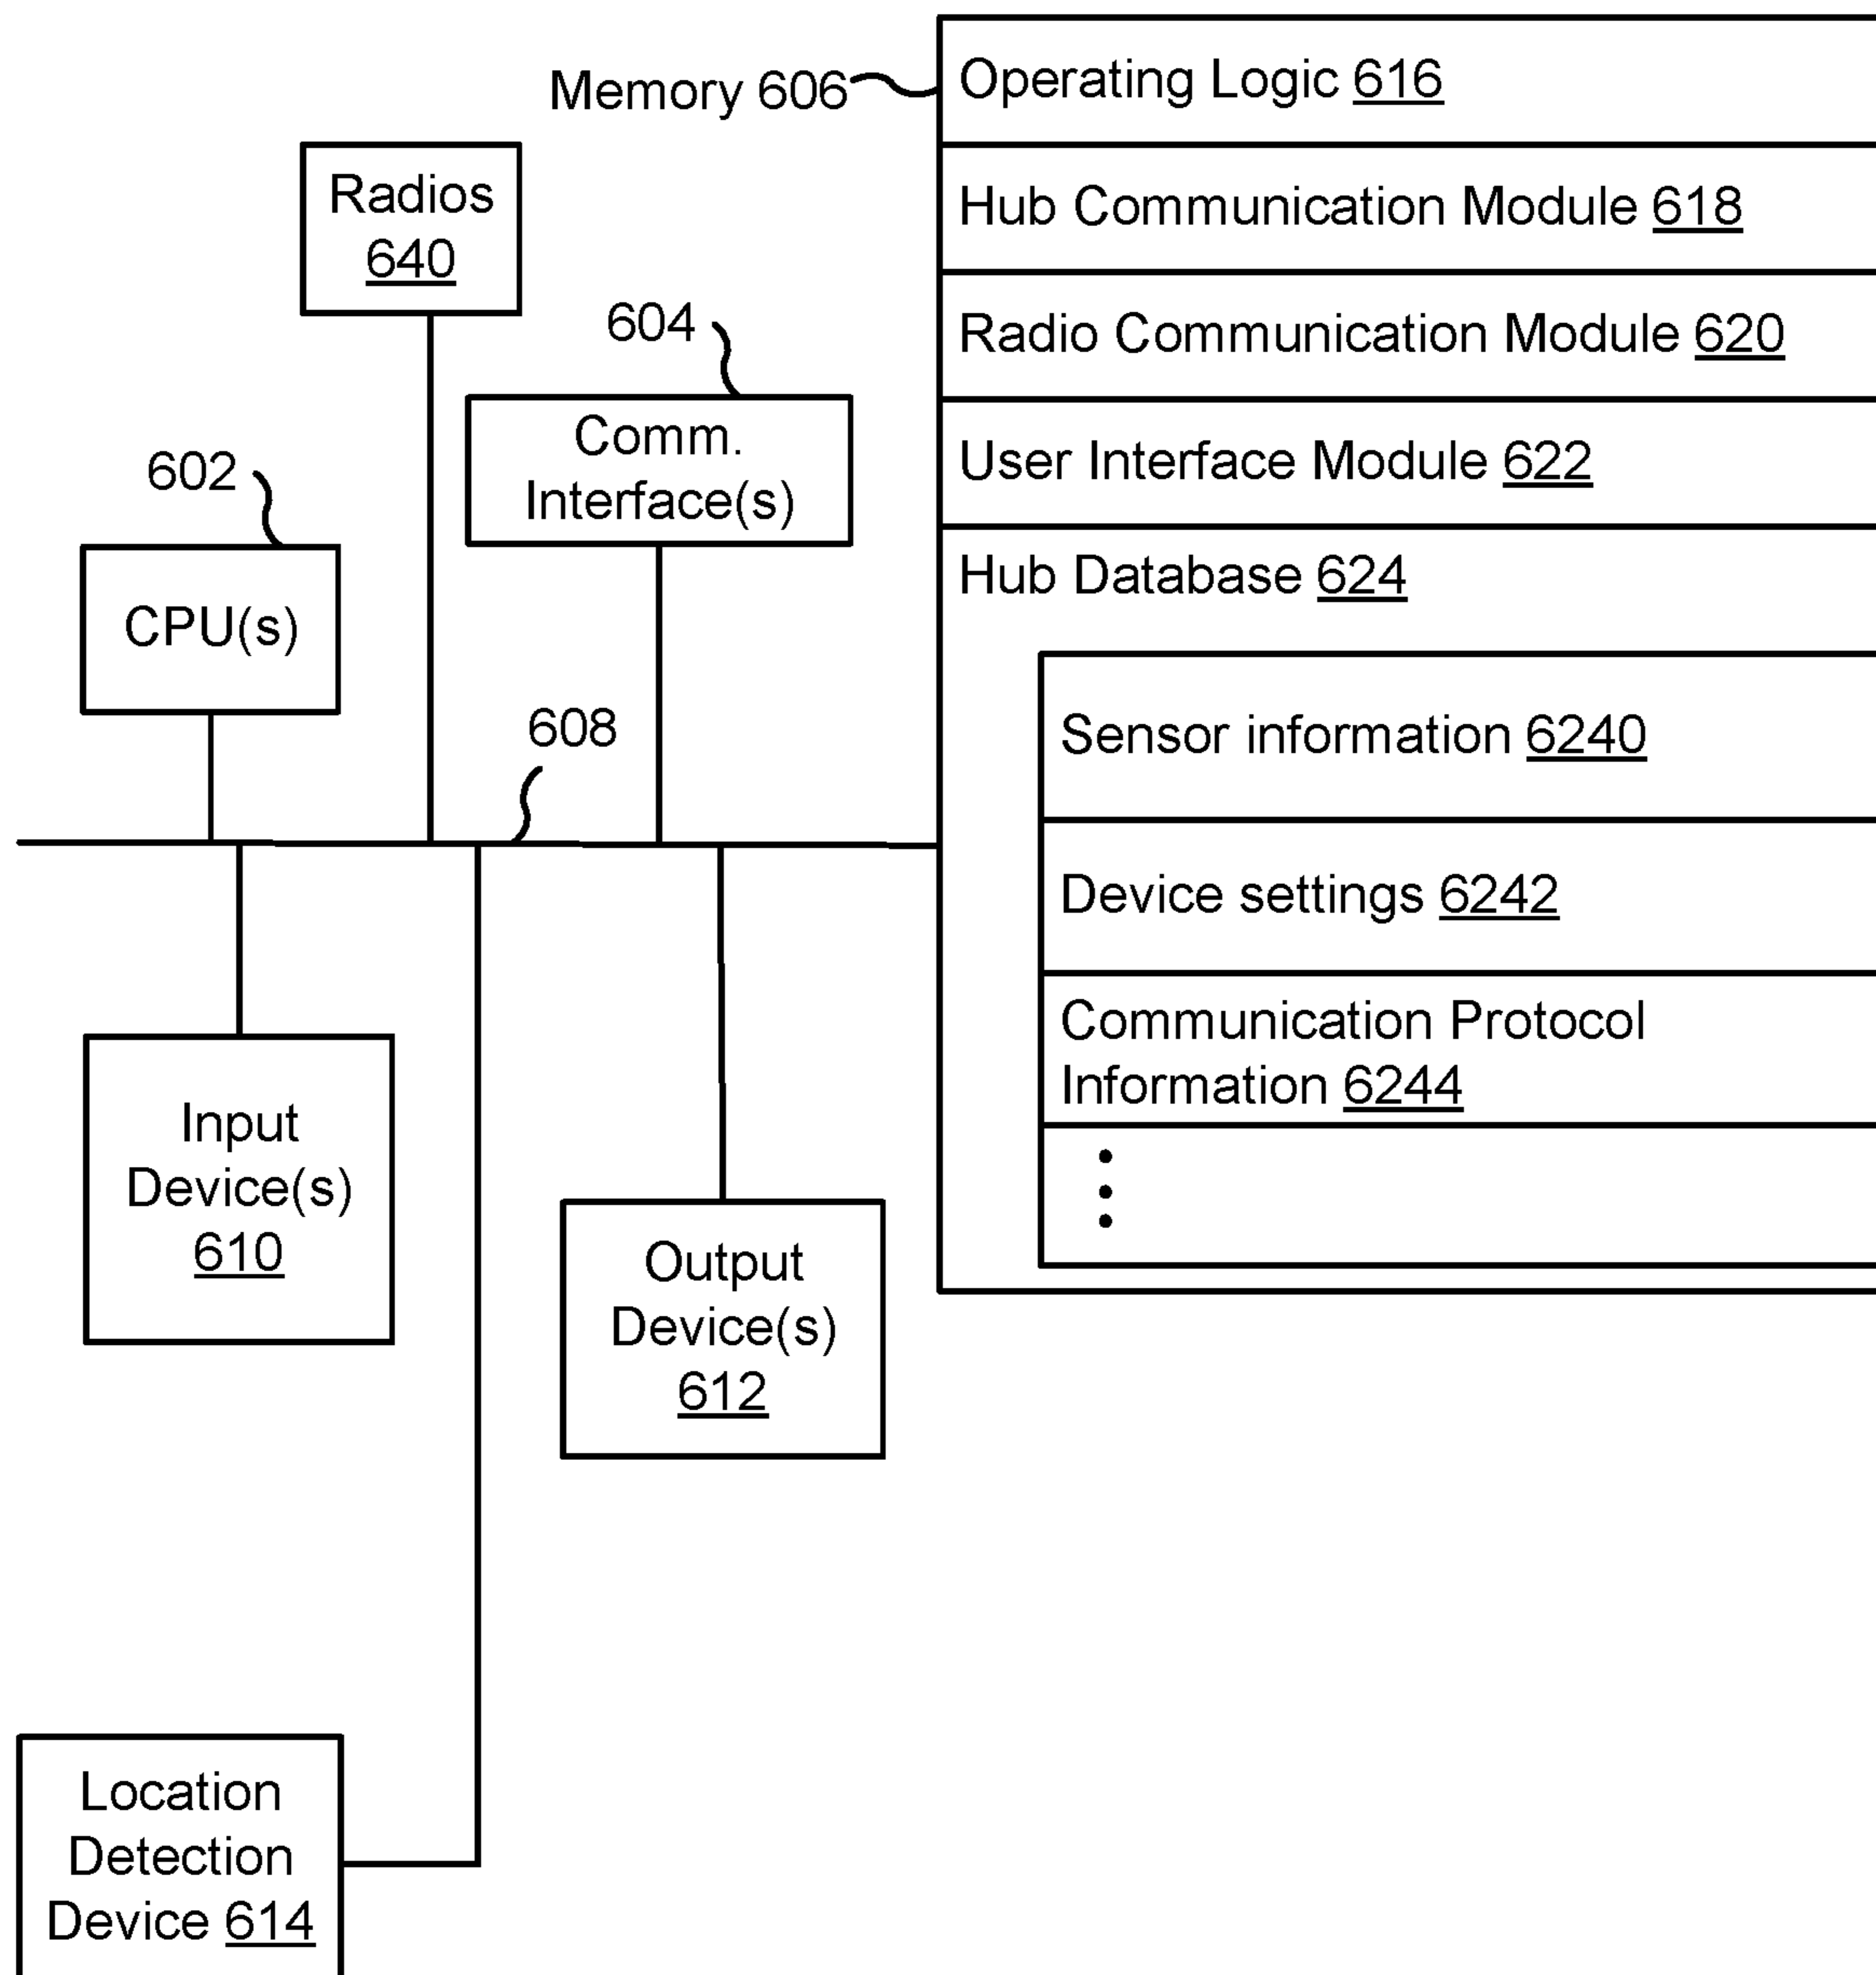 Memory 606
Operating Logic 616
Hub Communication Module 618
Radio Communication Module 620
User Interface Module 622
Hub Database 624
Sensor information 6240
Device settings 6242
Communication Protocol
Information 6244
Radios
640
604
Comm.
Interface(s)
602
CPU(s)
608
Input
Device(s)
610
Output
Device(s)
612
Location
Detection
Device 614